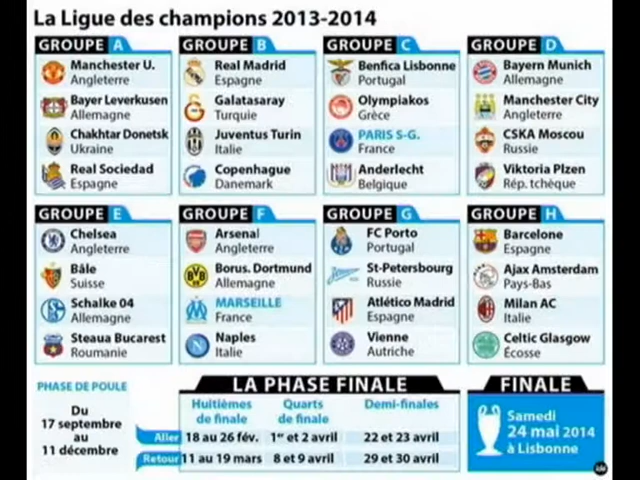 La Ligue des champions 2013-2014
GROUPE A
Manchester U.
Angleterre
Bayer Leverkusen
Allemagne
Chakhtar Donetsk
Ukraine
Real Sociedad
Espagne
GROUPE B
Real Madrid
Espagne
Galatasaray
Turquie
Juventus Turin
Italie
Copenhague
Danemark
GROUPE C
Benfica Lisbonne
Portugal
Olympiakos
Grèce
PARIS S-G.
France
Anderlecht
Belgique
GROUPE D
Bayern Munich
Allemagne
Manchester City
Angleterre
CSKA Moscou
Russie
Viktoria Plzen
Rép. tchèque
GROUPE E
Chelsea
Angleterre
Bâle
Suisse
Schalke 04
Allemagne
Steaua Bucarest
Roumanie
GROUPE F
Arsenal
Angleterre
Borus. Dortmund
Allemagne
MARSEILLE
France
Naples
Italie
GROUPE G
FC Porto
Portugal
St-Petersbourg
Russie
Atlético Madrid
Espagne
Vienne
Autriche
GROUPE H
Barcelone
Espagne
Ajax Amsterdam
Pays-Bas
Milan AC
Italie
Celtic Glasgow
Écosse
PHASE DE POULE
Du
17 septembre
au
11 décembre
LA PHASE FINALE
Huitièmes de finale
Quarts de finale
Demi-finales
Aller 18 au 26 fév. 1er et 2 avril 22 et 23 avril
Retour 11 au 19 mars 8 et 9 avril 29 et 30 avril
FINALE
Samedi
24 mai 2014
à Lisbonne